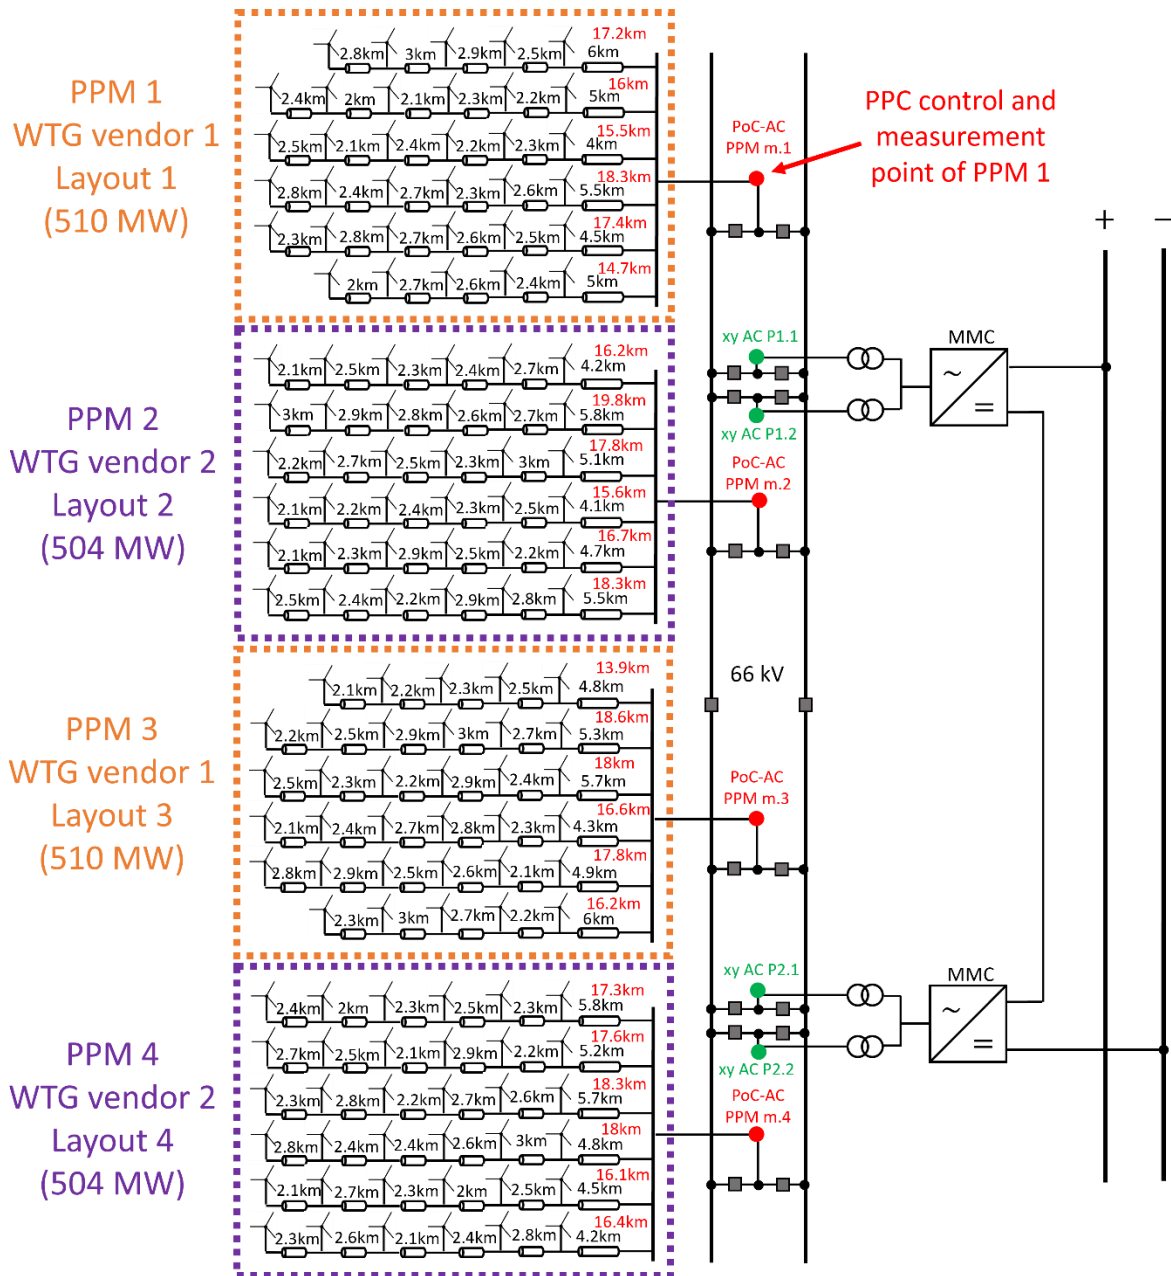 PPM 1
WTG vendor 1
Layout 1
(510 MW)
17.2km
2.8km 3km 2.9km 2.5km 6km
16km
2.4km 2km 2.1km 2.3km 2.2km 5km
15.5km
2.5km 2.1km 2.4km 2.2km 2.3km 4km
18.3km
2.8km 2.4km 2.7km 2.3km 2.6km 5.5km
17.4km
2.3km 2.8km 2.7km 2.6km 2.5km 4.5km
14.7km
2km 2.7km 2.6km 2.4km 5km
PPM 2
WTG vendor 2
Layout 2
(504 MW)
16.2km
2.1km 2.5km 2.3km 2.4km 2.7km 4.2km
19.8km
3km 2.9km 2.8km 2.6km 2.7km 5.8km
17.8km
2.2km 2.7km 2.5km 2.3km 3km 5.1km
15.6km
2.1km 2.2km 2.4km 2.3km 2.5km 4.1km
16.7km
2.1km 2.3km 2.9km 2.5km 2.2km 4.7km
18.3km
2.5km 2.4km 2.2km 2.9km 2.8km 5.5km
PPM 3
WTG vendor 1
Layout 3
(510 MW)
13.9km
2.1km 2.2km 2.3km 2.5km 4.8km
18.6km
2.2km 2.5km 2.9km 3km 2.7km 5.3km
18km
2.5km 2.3km 2.2km 2.9km 2.4km 5.7km
16.6km
2.1km 2.4km 2.7km 2.8km 2.3km 4.3km
17.8km
2.8km 2.9km 2.5km 2.6km 2.1km 4.9km
16.2km
2.3km 3km 2.7km 2.2km 6km
PPM 4
WTG vendor 2
Layout 4
(504 MW)
17.3km
2.4km 2km 2.3km 2.5km 2.3km 5.8km
17.6km
2.7km 2.5km 2.1km 2.9km 2.2km 5.2km
18.3km
2.3km 2.8km 2.2km 2.7km 2.6km 5.7km
18km
2.8km 2.4km 2.4km 2.6km 3km 4.8km
16.1km
2.1km 2.7km 2.3km 2km 2.5km 4.5km
16.4km
2.3km 2.6km 2.1km 2.4km 2.8km 4.2km
PoC-AC
PPM m.1
PPC control and
measurement
point of PPM 1
+ −
xy AC P1.1
MMC
~
=
xy AC P1.2
PoC-AC
PPM m.2
66 kV
PoC-AC
PPM m.3
xy AC P2.1
MMC
~
=
xy AC P2.2
PoC-AC
PPM m.4